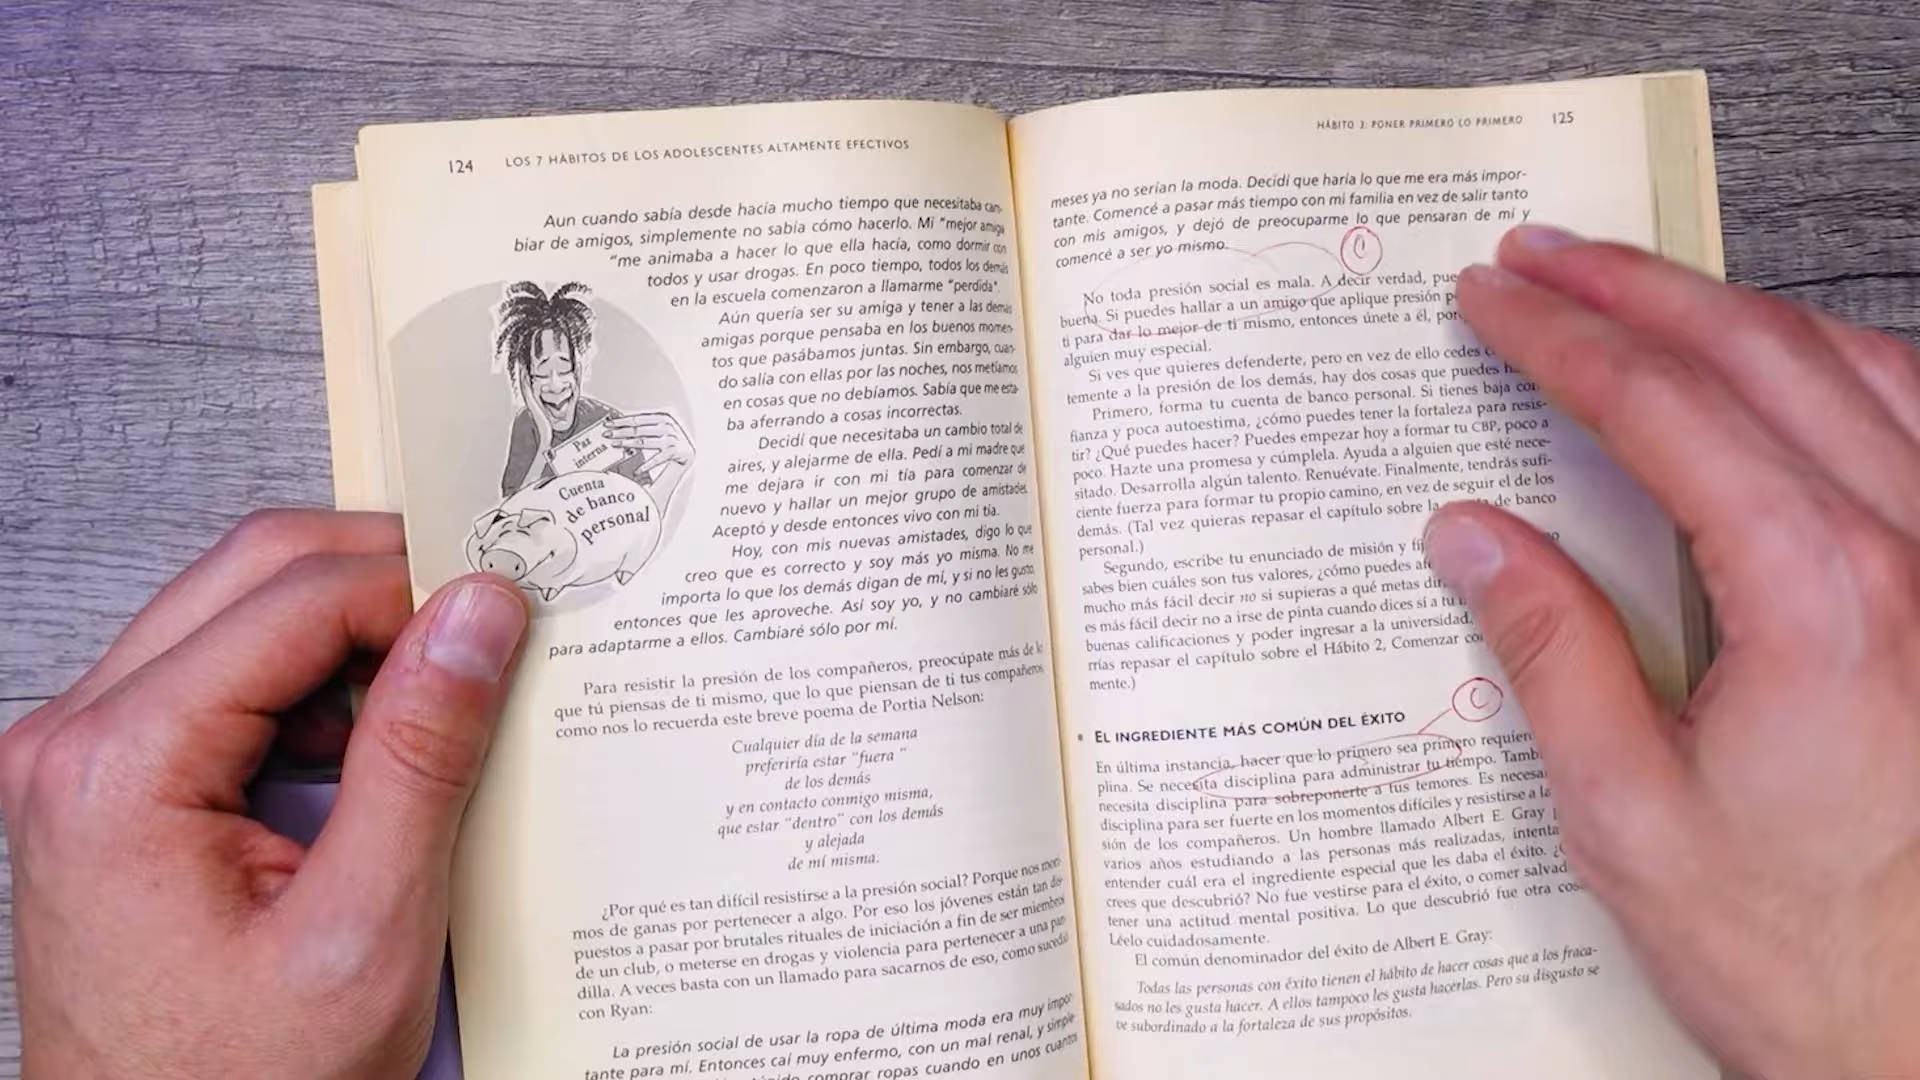 124 LOS 7 HÁBITOS DE LOS ADOLESCENTES ALTAMENTE EFECTIVOS
Aun cuando sabía desde hacía mucho tiempo que necesitaba cam-
biar de amigos, simplemente no sabía cómo hacerlo. Mi "mejor amiga
"me animaba a hacer lo que ella hacía, como dormir con
todos y usar drogas. En poco tiempo, todos los demás
en la escuela comenzaron a llamarme "perdida".
Aún quería ser su amiga y tener a las demás
amigas porque pensaba en los buenos momen-
tos que pasábamos juntas. Sin embargo, cuan-
do salía con ellas por las noches, nos metíamos
en cosas que no debíamos. Sabía que me esta-
ba aferrando a cosas incorrectas.
Decidí que necesitaba un cambio total de
aires, y alejarme de ella. Pedí a mi madre que
me dejara ir con mi tía para comenzar de
nuevo y hallar un mejor grupo de amistades.
Aceptó y desde entonces vivo con mi tía.
Hoy, con mis nuevas amistades, digo lo que
creo que es correcto y soy más yo misma. No me
importa lo que los demás digan de mí, y si no les gusta
entonces que les aproveche. Así soy yo, y no cambiaré sólo
para adaptarme a ellos. Cambiaré sólo por mí.
Paz
interna
Cuenta
de banco
personal
Para resistir la presión de los compañeros, preocúpate más de lo
que tú piensas de ti mismo, que lo que piensan de ti tus compañeros,
como nos lo recuerda este breve poema de Portia Nelson:
Cualquier día de la semana
preferiría estar "fuera "
de los demás
y en contacto conmigo misma,
que estar "dentro" con los demás
y alejada
de mí misma.
¿Por qué es tan difícil resistirse a la presión social? Porque nos mori-
mos de ganas por pertenecer a algo. Por eso los jóvenes están tan dis-
puestos a pasar por brutales rituales de iniciación a fin de ser miembros
de un club, o meterse en drogas y violencia para pertenecer a una pan-
dilla. A veces basta con un llamado para sacarnos de eso, como sucedió
con Ryan:
La presión social de usar la ropa de última moda era muy impor-
tante para mí. Entonces caí muy enfermo, con un mal renal, y simple-
comprar ropas cuando en unos cuantos
HÁBITO 3: PONER PRIMERO LO PRIMERO 125
meses ya no serían la moda. Decidí que haría lo que me era más impor-
tante. Comencé a pasar más tiempo con mi familia en vez de salir tanto
con mis amigos, y dejó de preocuparme lo que pensaran de mí y
comencé a ser yo mismo.
No toda presión social es mala. A decir verdad,
buena. Si puedes hallar a un amigo que aplique presión
ti para dar lo mejor de ti mismo, entonces únete a él,
alguien muy especial.
Si ves que quieres defenderte, pero en vez de ello cedes
temente a la presión de los demás, hay dos cosas que puedes
Primero, forma tu cuenta de banco personal. Si tienes baja con-
fianza y poca autoestima, ¿cómo puedes tener la fortaleza para resis-
tir? ¿Qué puedes hacer? Puedes empezar hoy a formar tu CBP, poco a
poco. Hazte una promesa y cúmplela. Ayuda a alguien que esté nece-
sitado. Desarrolla algún talento. Renuévate. Finalmente, tendrás sufi-
ciente fuerza para formar tu propio camino, en vez de seguir el de los
demás. (Tal vez quieras repasar el capítulo sobre la de banco
personal.)
Segundo, escribe tu enunciado de misión y
sabes bien cuáles son tus valores, ¿cómo puedes
mucho más fácil decir no si supieras a qué metas
es más fácil decir no a irse de pinta cuando dices sí a tu
buenas calificaciones y poder ingresar a la universidad.
rías repasar el capítulo sobre el Hábito 2, Comenzar
mente.)
EL INGREDIENTE MÁS COMÚN DEL ÉXITO
En última instancia, hacer que lo primero sea primero
plina. Se necesita disciplina para administrar tu tiempo.
necesita disciplina para sobreponerte a tus temores. Es
disciplina para ser fuerte en los momentos difíciles y resistirse a la
sión de los compañeros. Un hombre llamado Albert E. Gray
varios años estudiando a las personas más realizadas,
entender cuál era el ingrediente especial que les daba el éxito.
crees que descubrió? No fue vestirse para el éxito, o comer
tener una actitud mental positiva. Lo que descubrió fue otra
Léelo cuidadosamente.
El común denominador del éxito de Albert E. Gray:
Todas las personas con éxito tienen el hábito de hacer cosas que a los fraca-
sados no les gusta hacer. A ellos tampoco les gusta hacerlas. Pero su disgusto se
ve subordinado a la fortaleza de sus propósitos.